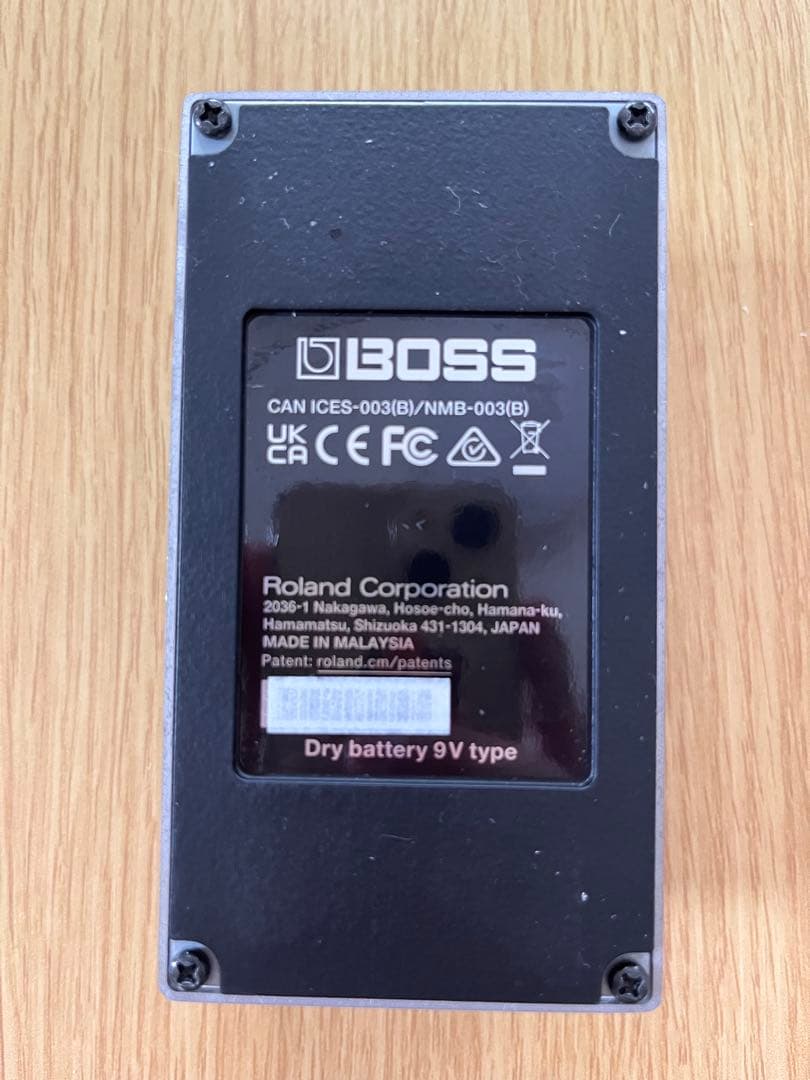 BOSS
CAN ICES-003(B)/NMB-003(B)
UK CA CE FC
Roland Corporation
2036-1 Nakagawa, Hosoe-cho, Hamana-ku,
Hamamatsu, Shizuoka 431-1304, JAPAN
MADE IN MALAYSIA
Patent: roland.cm/patents
Dry battery 9V type